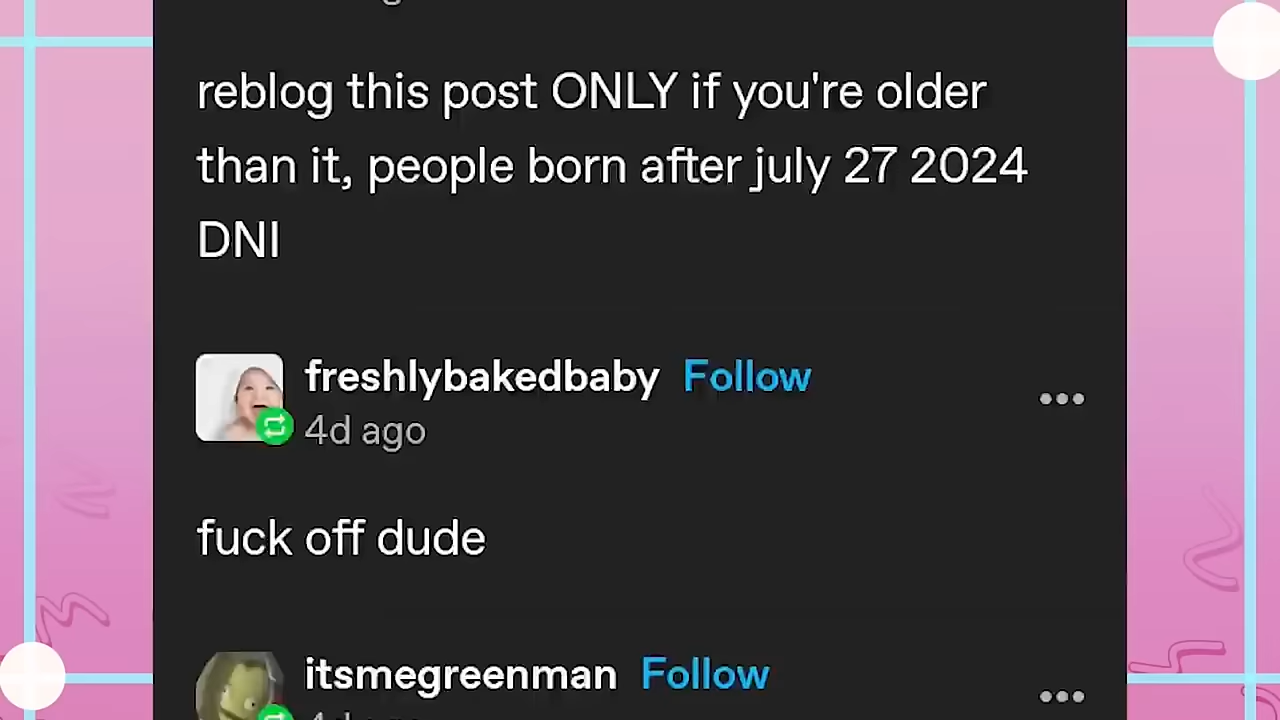 reblog this post ONLY if you're older
than it, people born after july 27 2024
DNI
freshlybakedbaby Follow
4d ago
fuck off dude
itsmegreenman Follow